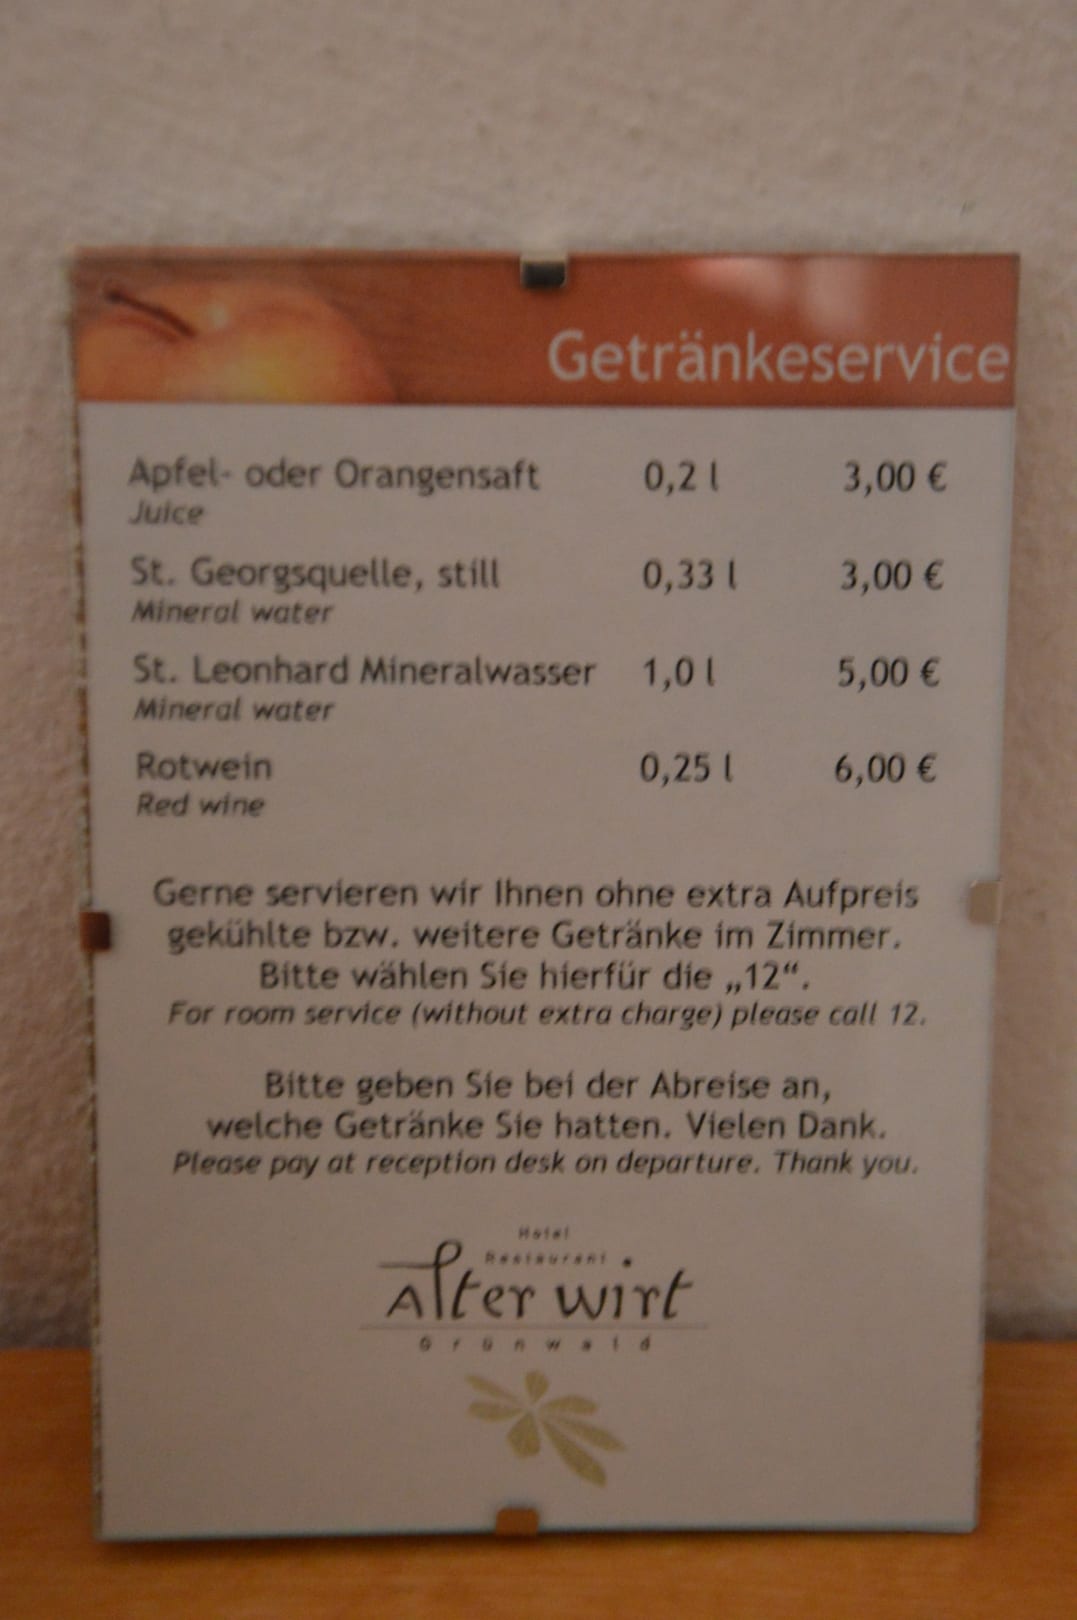 Getränkeservice
Apfel- oder Orangensaft 0,2 l 3,00 €
Juice
St. Georgsquelle, still 0,33 l 3,00 €
Mineral water
St. Leonhard Mineralwasser 1,0 l 5,00 €
Mineral water
Rotwein 0,25 l 6,00 €
Red wine
Gerne servieren wir Ihnen ohne extra Aufpreis
gekühlte bzw. weitere Getränke im Zimmer.
Bitte wählen Sie hierfür die „12“.
For room service (without extra charge) please call 12.
Bitte geben Sie bei der Abreise an,
welche Getränke Sie hatten. Vielen Dank.
Please pay at reception desk on departure. Thank you.
Hotel
Restaurant
Alter Wirt
Grünwald